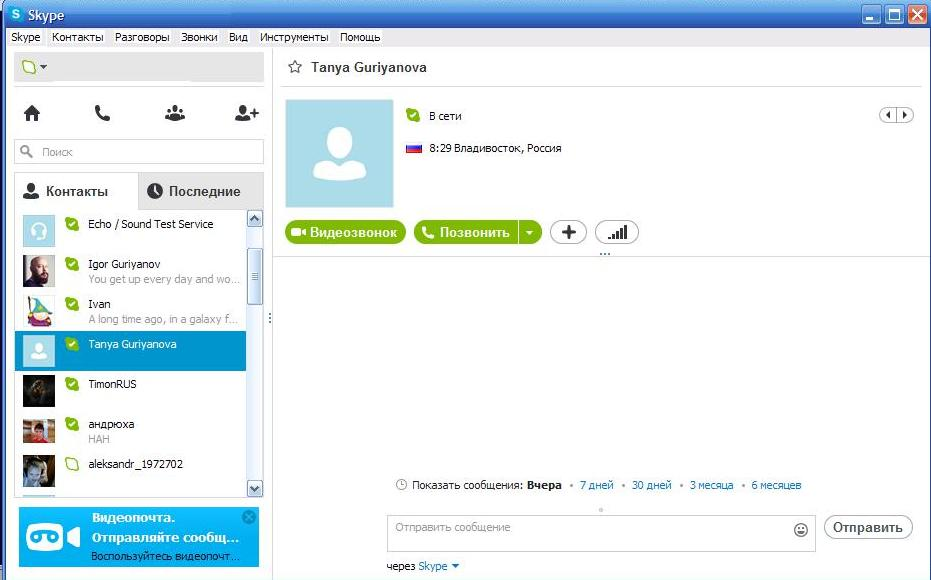 Skype
Skype Контакты Разговоры Звонки Вид Инструменты Помощь
Tanya Guriyanova
В сети
8:29 Владивосток, Россия
Поиск
Контакты Последние
Видеозвонок Позвонить
Echo / Sound Test Service
Igor Guriyanov
You get up every day and wo...
Ivan
A long time ago, in a galaxy f...
Tanya Guriyanova
TimonRUS
андрюха
НАН
aleksandr_1972702
Показать сообщения: Вчера • 7 дней • 30 дней • 3 месяца • 6 месяцев
Видеопочта.
Отправляйте сообщ...
Воспользуйтесь видеопочт...
Отправить сообщение
Отправить
через Skype